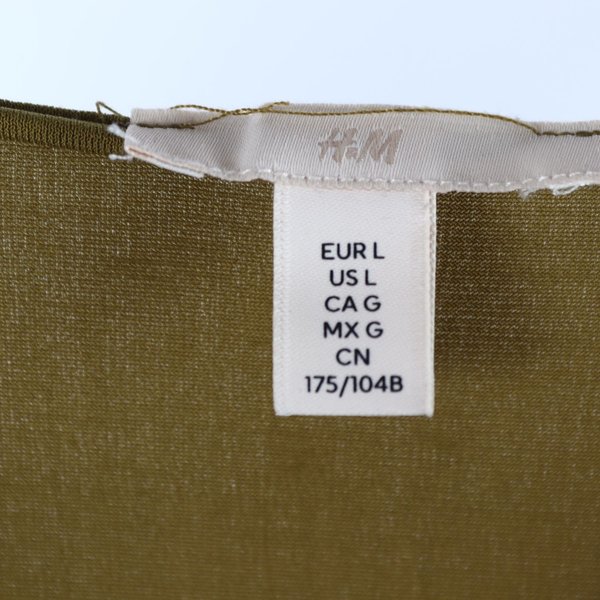 H&M
EUR L
US L
CA G
MX G
CN
175/104B